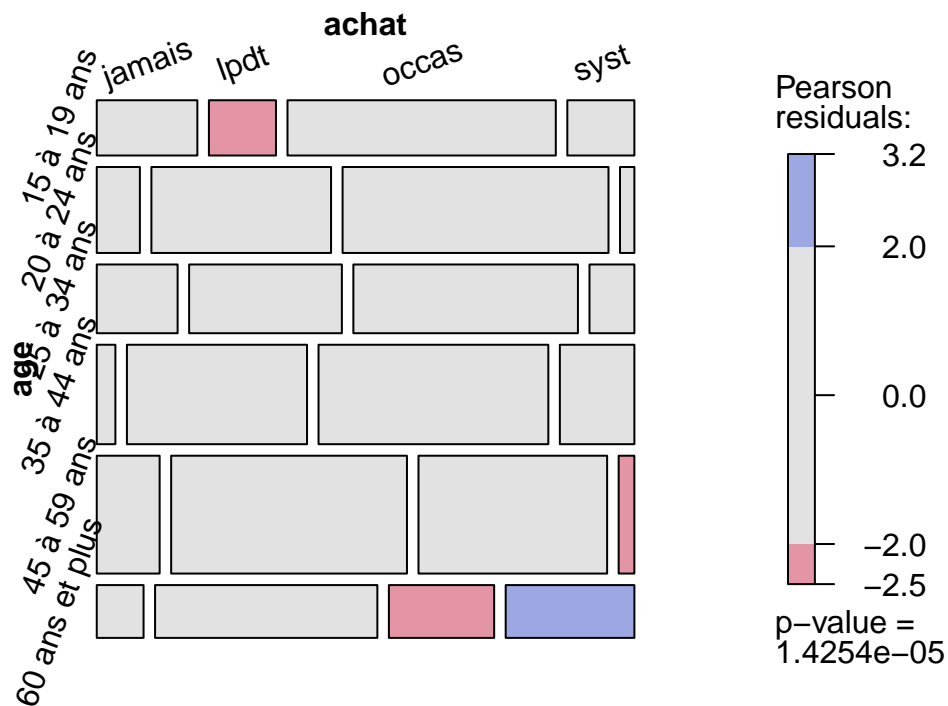 achat
jamais
lpdt
occas
syst
age
15 à 19 ans
20 à 24 ans
25 à 34 ans
35 à 44 ans
45 à 59 ans
60 ans et plus
Pearson
residuals:
3.2
2.0
0.0
−2.0
−2.5
p−value =
1.4254e−05